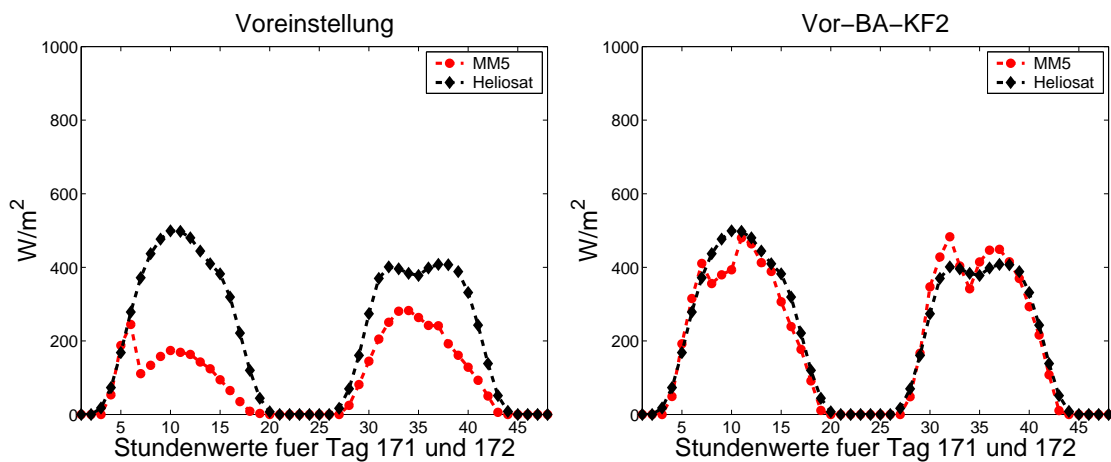 Voreinstellung
1000
800
600
400
200
0
W/m2
MM5
Heliosat
5 10 15 20 25 30 35 40 45
Stundenwerte fuer Tag 171 und 172
Vor−BA−KF2
1000
800
600
400
200
0
W/m2
MM5
Heliosat
5 10 15 20 25 30 35 40 45
Stundenwerte fuer Tag 171 und 172